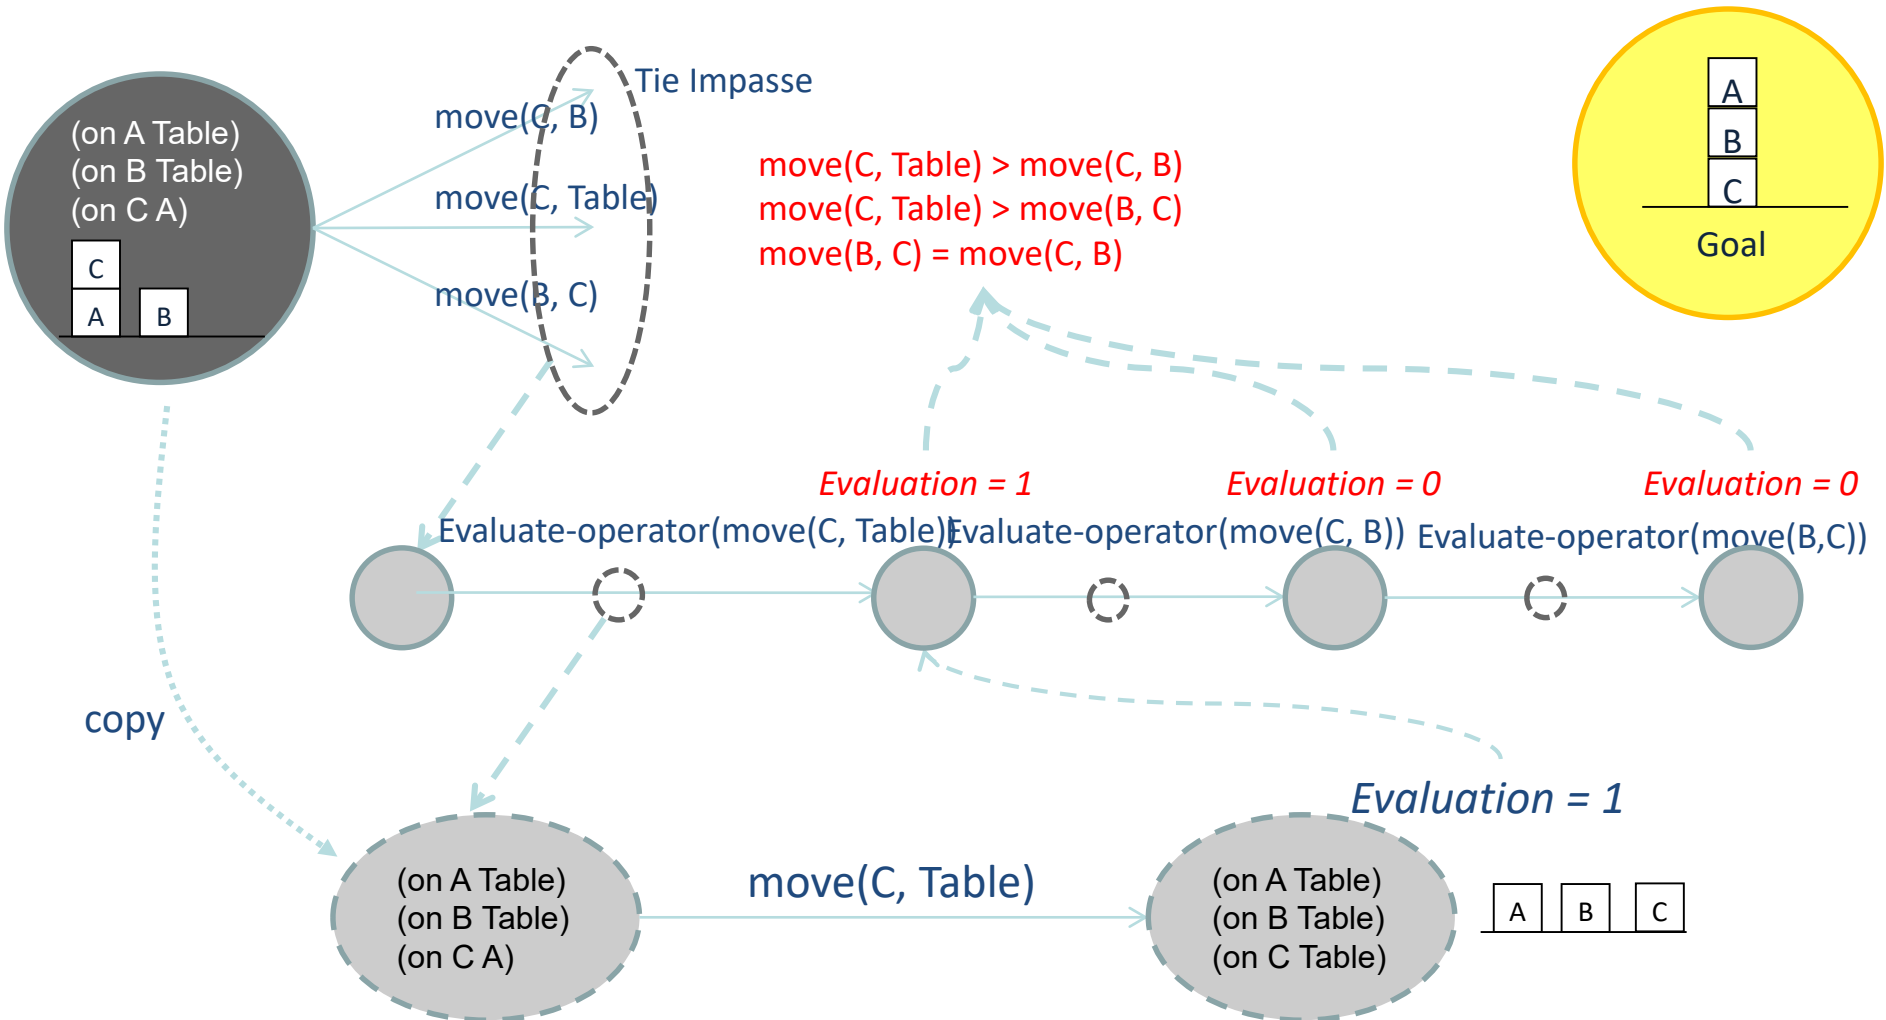 Tie Impasse
move(C, B)
move(C, Table)
move(B, C)
(on A Table)
(on B Table)
(on C A)
C
A
B
move(C, Table) > move(C, B)
move(C, Table) > move(B, C)
move(B, C) = move(C, B)
A
B
C
Goal
Evaluation = 1
Evaluation = 0
Evaluation = 0
Evaluate-operator(move(C, Table))
Evaluate-operator(move(C, B))
Evaluate-operator(move(B,C))
copy
Evaluation = 1
(on A Table)
(on B Table)
(on C A)
move(C, Table)
(on A Table)
(on B Table)
(on C Table)
A
B
C